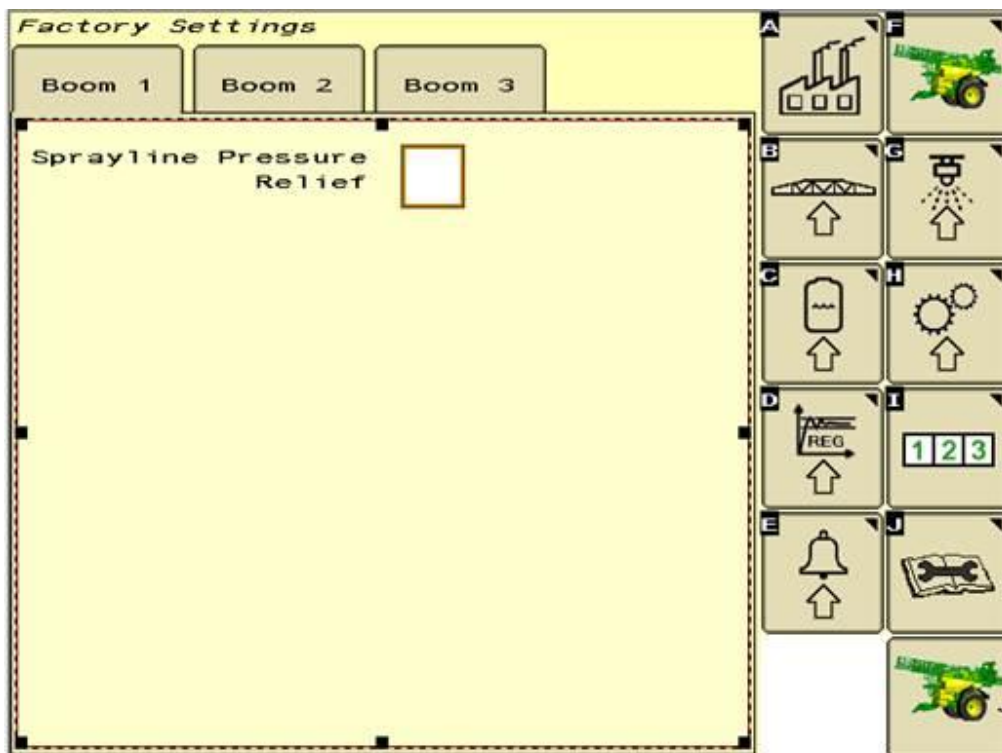 Factory Settings
Boom 1
Boom 2
Boom 3
Sprayline Pressure
Relief
A
F
B
G
C
H
D
REG
I
1 2 3
E
J